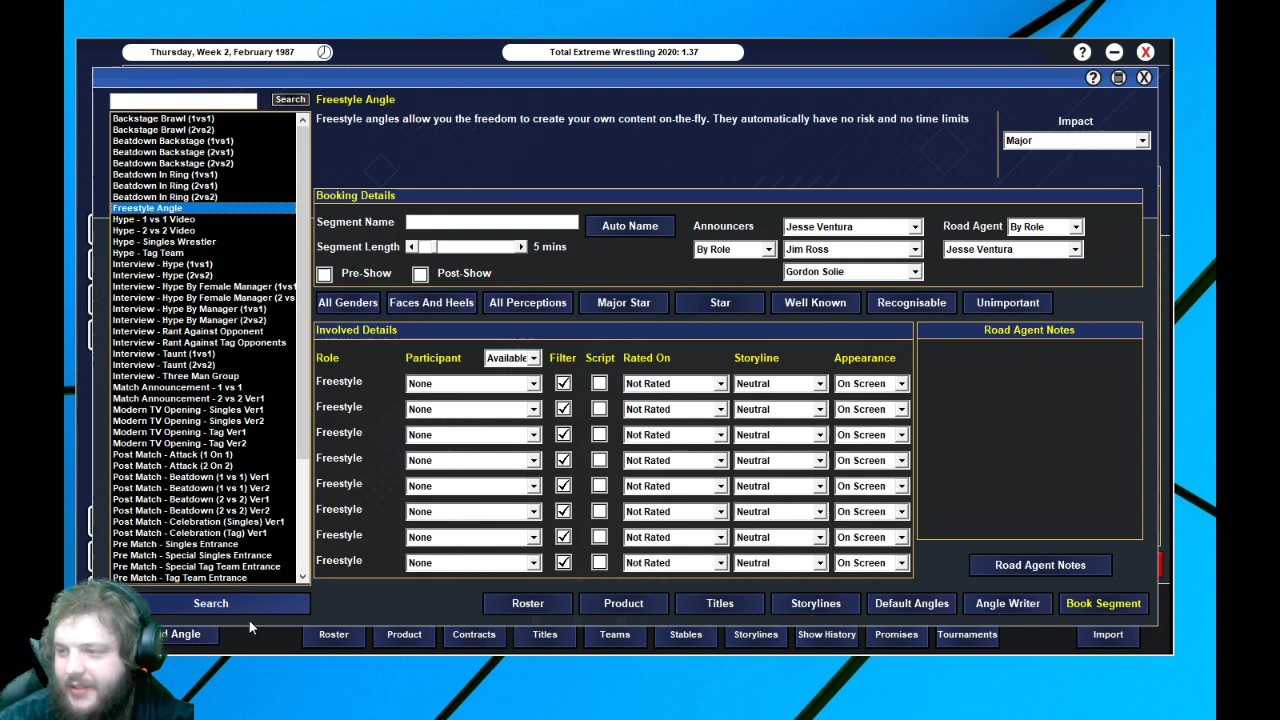 Thursday, Week 2, February 1987
Total Extreme Wrestling 2020: 1.37
?
X
?
X
Search
Backstage Brawl (1vs1)
Backstage Brawl (2vs2)
Beatdown Backstage (1vs1)
Beatdown Backstage (2vs1)
Beatdown Backstage (2vs2)
Beatdown In Ring (1vs1)
Beatdown In Ring (2vs1)
Beatdown In Ring (2vs2)
Freestyle Angle
Hype - 1 vs 1 Video
Hype - 2 vs 2 Video
Hype - Singles Wrestler
Hype - Tag Team
Interview - Hype (1vs1)
Interview - Hype (2vs2)
Interview - Hype By Female Manager (1vs1
Interview - Hype By Female Manager (2 vs
Interview - Hype By Manager (1vs1)
Interview - Hype By Manager (2vs2)
Interview - Rant Against Opponent
Interview - Rant Against Tag Opponents
Interview - Taunt (1vs1)
Interview - Taunt (2vs2)
Interview - Three Man Group
Match Announcement - 1 vs 1
Match Announcement - 2 vs 2 Ver1
Modern TV Opening - Singles Ver1
Modern TV Opening - Singles Ver2
Modern TV Opening - Tag Ver1
Modern TV Opening - Tag Ver2
Post Match - Attack (1 On 1)
Post Match - Attack (2 On 2)
Post Match - Beatdown (1 vs 1) Ver1
Post Match - Beatdown (1 vs 1) Ver2
Post Match - Beatdown (2 vs 2) Ver1
Post Match - Beatdown (2 vs 2) Ver2
Post Match - Celebration (Singles) Ver1
Post Match - Celebration (Tag) Ver1
Pre Match - Singles Entrance
Pre Match - Special Singles Entrance
Pre Match - Special Tag Team Entrance
Pre Match - Tag Team Entrance
Search
Freestyle Angle
Freestyle angles allow you the freedom to create your own content on-the-fly. They automatically have no risk and no time limits
Impact
Major
Booking Details
Segment Name
Auto Name
Segment Length
5 mins
Pre-Show
Post-Show
Announcers
By Role
Jesse Ventura
Jim Ross
Gordon Solie
Road Agent
By Role
Jesse Ventura
All Genders
Faces And Heels
All Perceptions
Major Star
Star
Well Known
Recognisable
Unimportant
Involved Details
Road Agent Notes
Role Participant Available Filter Script Rated On Storyline Appearance
Freestyle None Not Rated Neutral On Screen
Freestyle None Not Rated Neutral On Screen
Freestyle None Not Rated Neutral On Screen
Freestyle None Not Rated Neutral On Screen
Freestyle None Not Rated Neutral On Screen
Freestyle None Not Rated Neutral On Screen
Freestyle None Not Rated Neutral On Screen
Freestyle None Not Rated Neutral On Screen
Road Agent Notes
Roster
Product
Titles
Storylines
Default Angles
Angle Writer
Book Segment
Angle
Roster
Product
Contracts
Titles
Teams
Stables
Storylines
Show History
Promises
Tournaments
Import